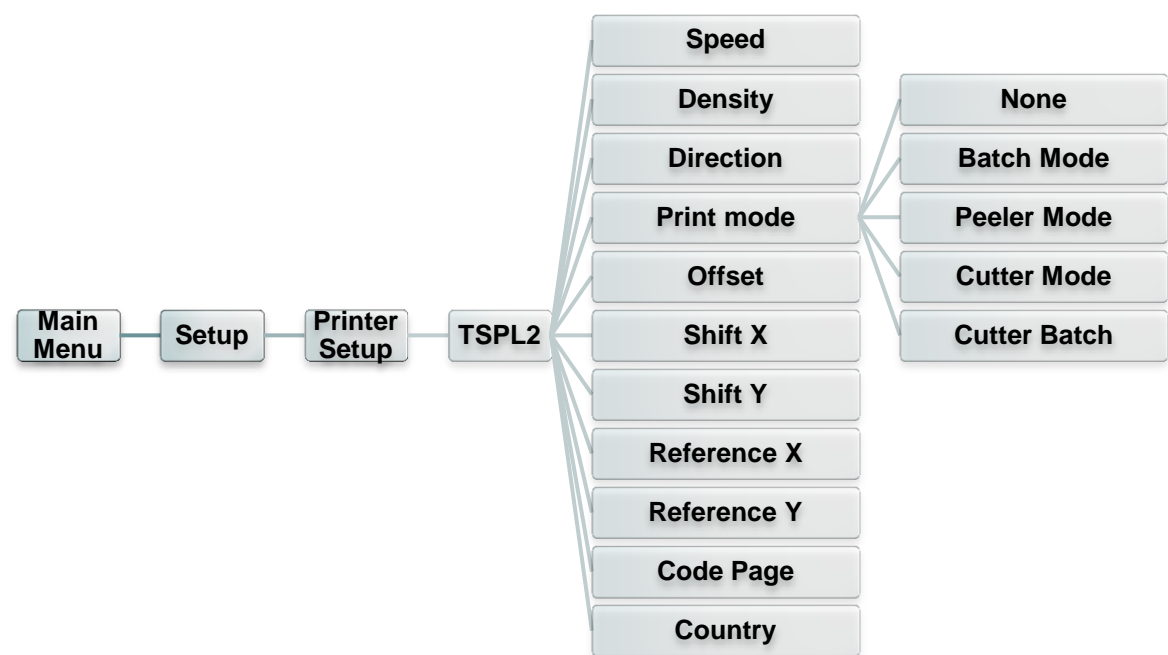 Main
Menu
Setup
Printer
Setup
TSPL2
Speed
Density
Direction
Print mode
Offset
Shift X
Shift Y
Reference X
Reference Y
Code Page
Country
None
Batch Mode
Peeler Mode
Cutter Mode
Cutter Batch